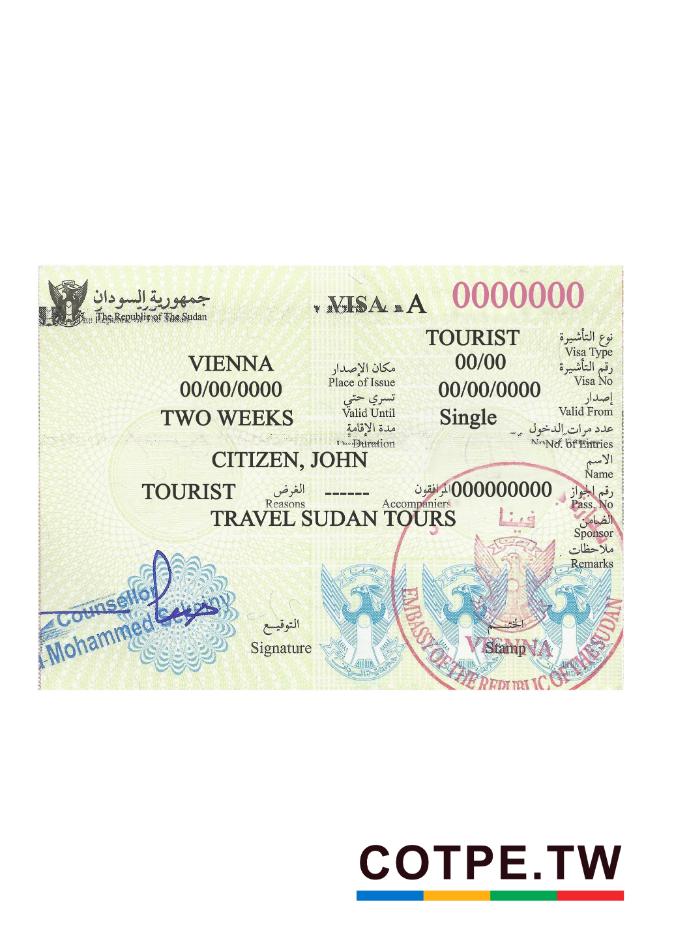 جمهورية السودان
The Republic of The Sudan
VISA A 0000000
TOURIST نوع التأشيرة
Visa Type
VIENNA مكان الإصدار 00/00 رقم التأشيرة
Place of Issue Visa No
00/00/0000 تسري حتي 00/00/0000 إصدار
Valid Until Valid From
TWO WEEKS مدة الإقامة Single عدد مرات الدخول
Duration No. of Entries
CITIZEN, JOHN الاسم
Name
TOURIST الغرض ------ المرافقون 000000000 رقم الجواز
Reasons Accompaniers Pass. No
TRAVEL SUDAN TOURS الضامن
Sponsor
ملاحظات
Remarks
فينا
Counsellor
Mohammed
التوقيع
Signature
الختم
Stamp
VIENNA
EMBASSY OF THE REPUBLIC OF THE SUDAN
COTPE.TW